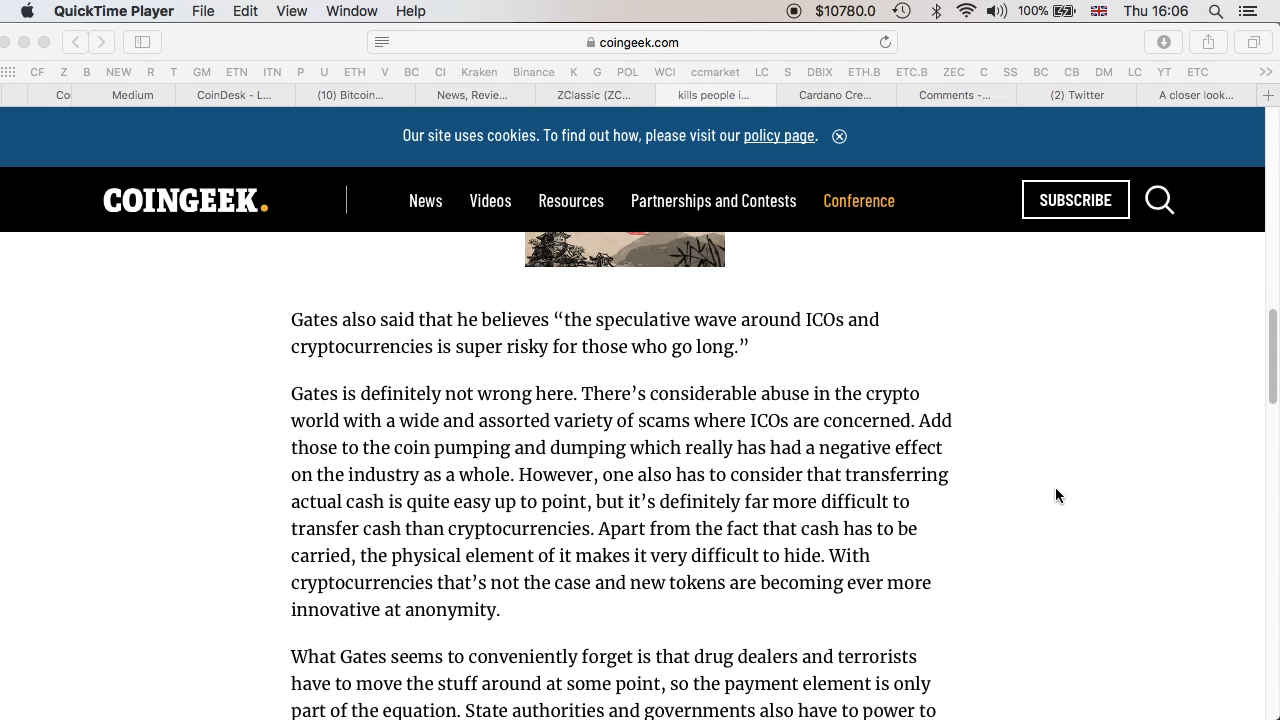 QuickTime Player File Edit View Window Help $10780.0 100% Thu 16:06
coingeek.com
CF Z B NEW R T GM ETN ITN P U ETH V BC CI Kraken Binance K G POL WCI ccmarket LC S DBIX ETH.B ETC.B ZEC C SS BC CB DM LC YT ETC >>
Co Medium CoinDesk - L... (10) Bitcoin... News, Revie... ZClassic (ZC... kills people i... Cardano Cre... Comments -... (2) Twitter A closer look... +
Our site uses cookies. To find out how, please visit our policy page.
COINGEEK. News Videos Resources Partnerships and Contests Conference SUBSCRIBE
Gates also said that he believes “the speculative wave around ICOs and
cryptocurrencies is super risky for those who go long.”
Gates is definitely not wrong here. There’s considerable abuse in the crypto
world with a wide and assorted variety of scams where ICOs are concerned. Add
those to the coin pumping and dumping which really has had a negative effect
on the industry as a whole. However, one also has to consider that transferring
actual cash is quite easy up to point, but it’s definitely far more difficult to
transfer cash than cryptocurrencies. Apart from the fact that cash has to be
carried, the physical element of it makes it very difficult to hide. With
cryptocurrencies that’s not the case and new tokens are becoming ever more
innovative at anonymity.
What Gates seems to conveniently forget is that drug dealers and terrorists
have to move the stuff around at some point, so the payment element is only
part of the equation. State authorities and governments also have to power to